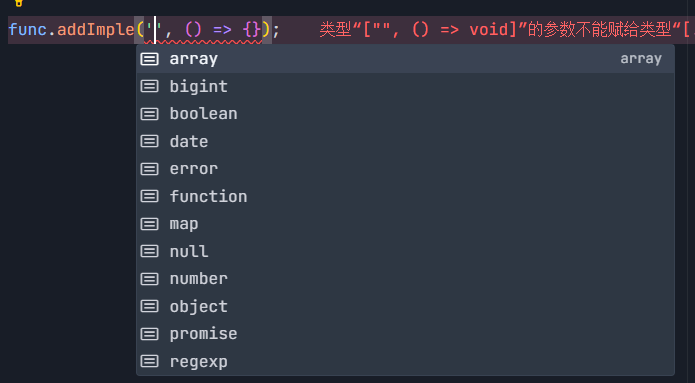 func.addImple('', () => {}); 类型“["", () => void]”的参数不能赋给类型“[
array array
bigint
boolean
date
error
function
map
null
number
object
promise
regexp